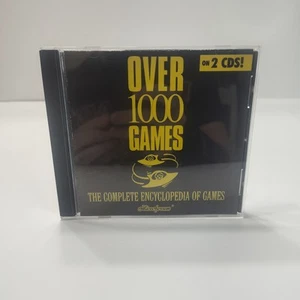 ON 2 CDS!
OVER
1000
GAMES
THE COMPLETE ENCYCLOPEDIA OF GAMES